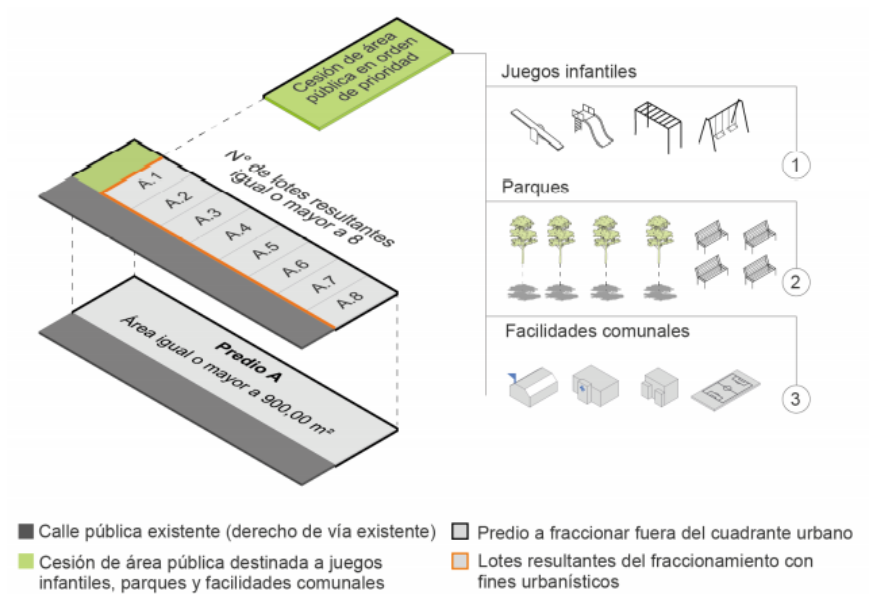 Cesión de área
pública en orden
de prioridad
Juegos infantiles
1
N° de lotes resultantes
igual o mayor a 8
A.1
A.2
A.3
A.4
A.5
A.6
A.7
A.8
Parques
2
Facilidades comunales
3
Predio A
Área igual o mayor a 900,00 m²
Calle pública existente (derecho de vía existente)
Cesión de área pública destinada a juegos
infantiles, parques y facilidades comunales
Predio a fraccionar fuera del cuadrante urbano
Lotes resultantes del fraccionamiento con
fines urbanísticos